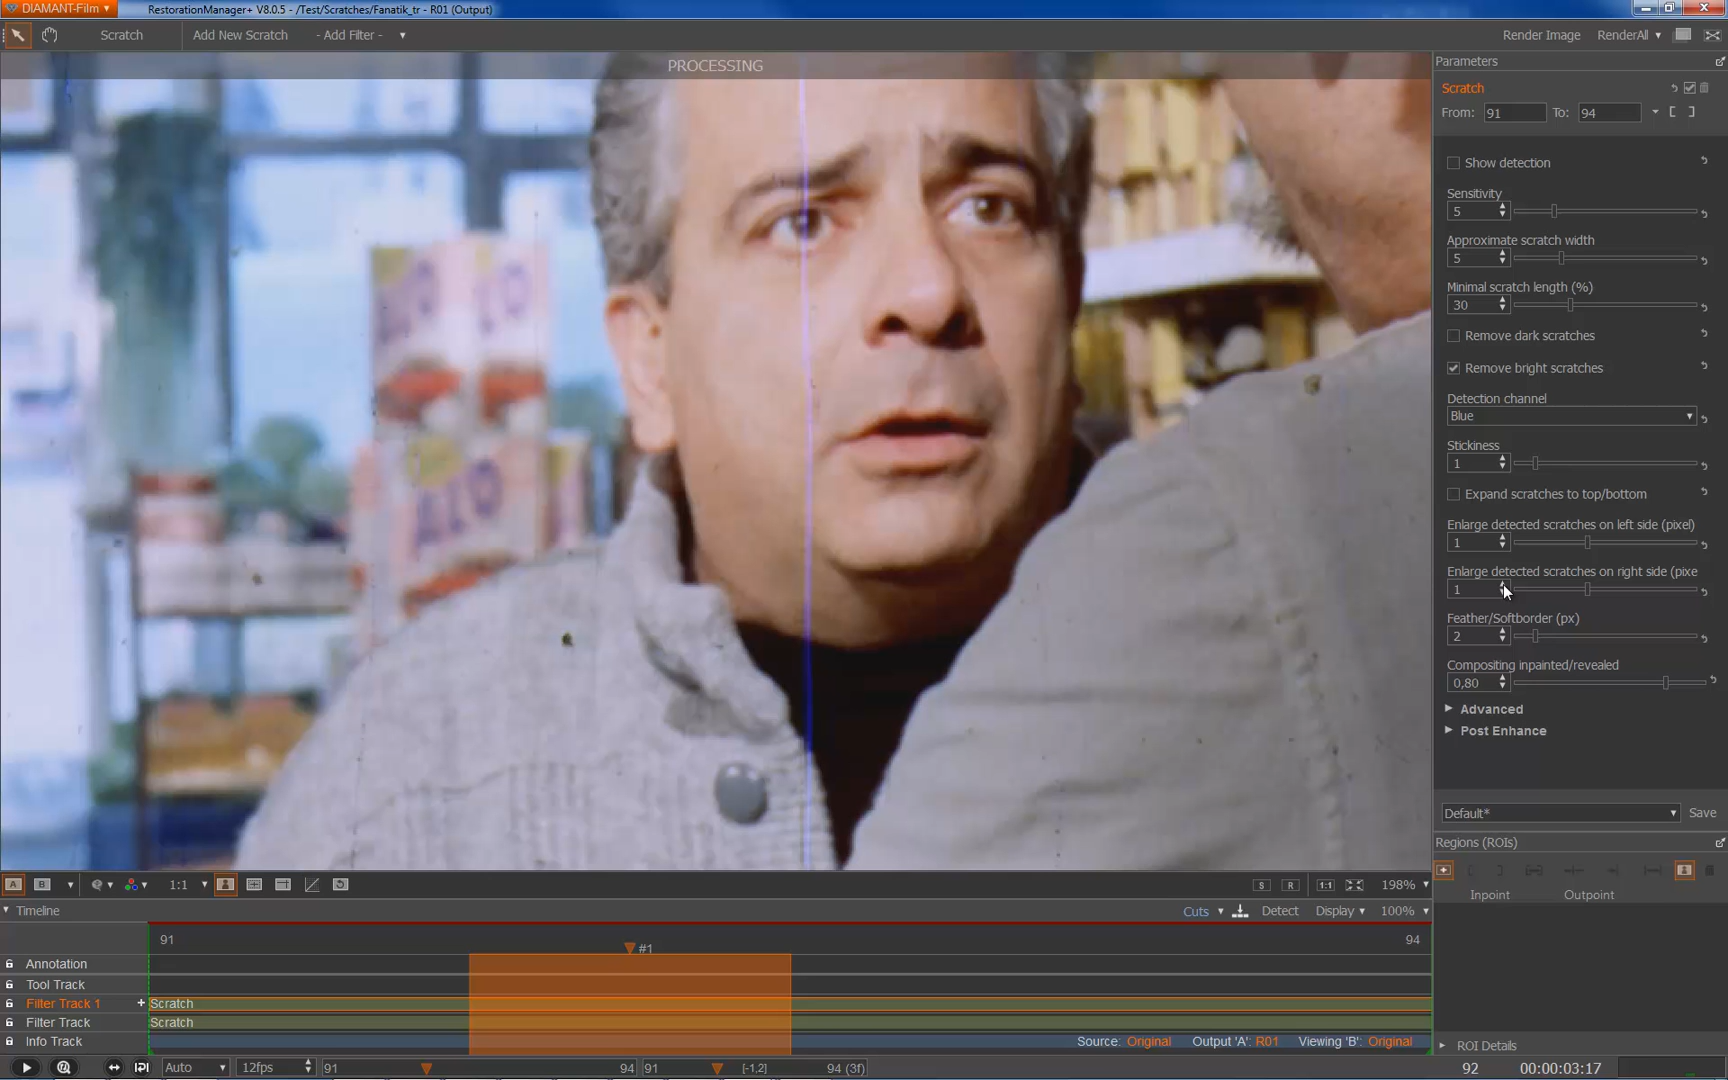 DIAMANT-Film
RestorationManager+ V8.0.5 - /Test/Scratches/Fanatik_tr - R01 (Output)
Scratch
Add New Scratch
- Add Filter -
Render Image
RenderAll
PROCESSING
Parameters
Scratch
From: 91 To: 94
Show detection
Sensitivity
5
Approximate scratch width
5
Minimal scratch length (%)
30
Remove dark scratches
Remove bright scratches
Detection channel
Blue
Stickiness
1
Expand scratches to top/bottom
Enlarge detected scratches on left side (pixel)
1
Enlarge detected scratches on right side (pixe
1
Feather/Softborder (px)
2
Compositing inpainted/revealed
0,80
Advanced
Post Enhance
Default*
Save
Regions (ROIs)
Inpoint Outpoint
ROI Details
A B 1:1 S R 1:1 198%
Timeline
Cuts Detect Display 100%
91 #1 94
Annotation
Tool Track
Filter Track 1 + Scratch
Filter Track Scratch
Info Track Source: Original Output 'A': R01 Viewing 'B': Original
Auto 12fps 91 94 91 [-1,2] 94 (3f) 92 00:00:03:17